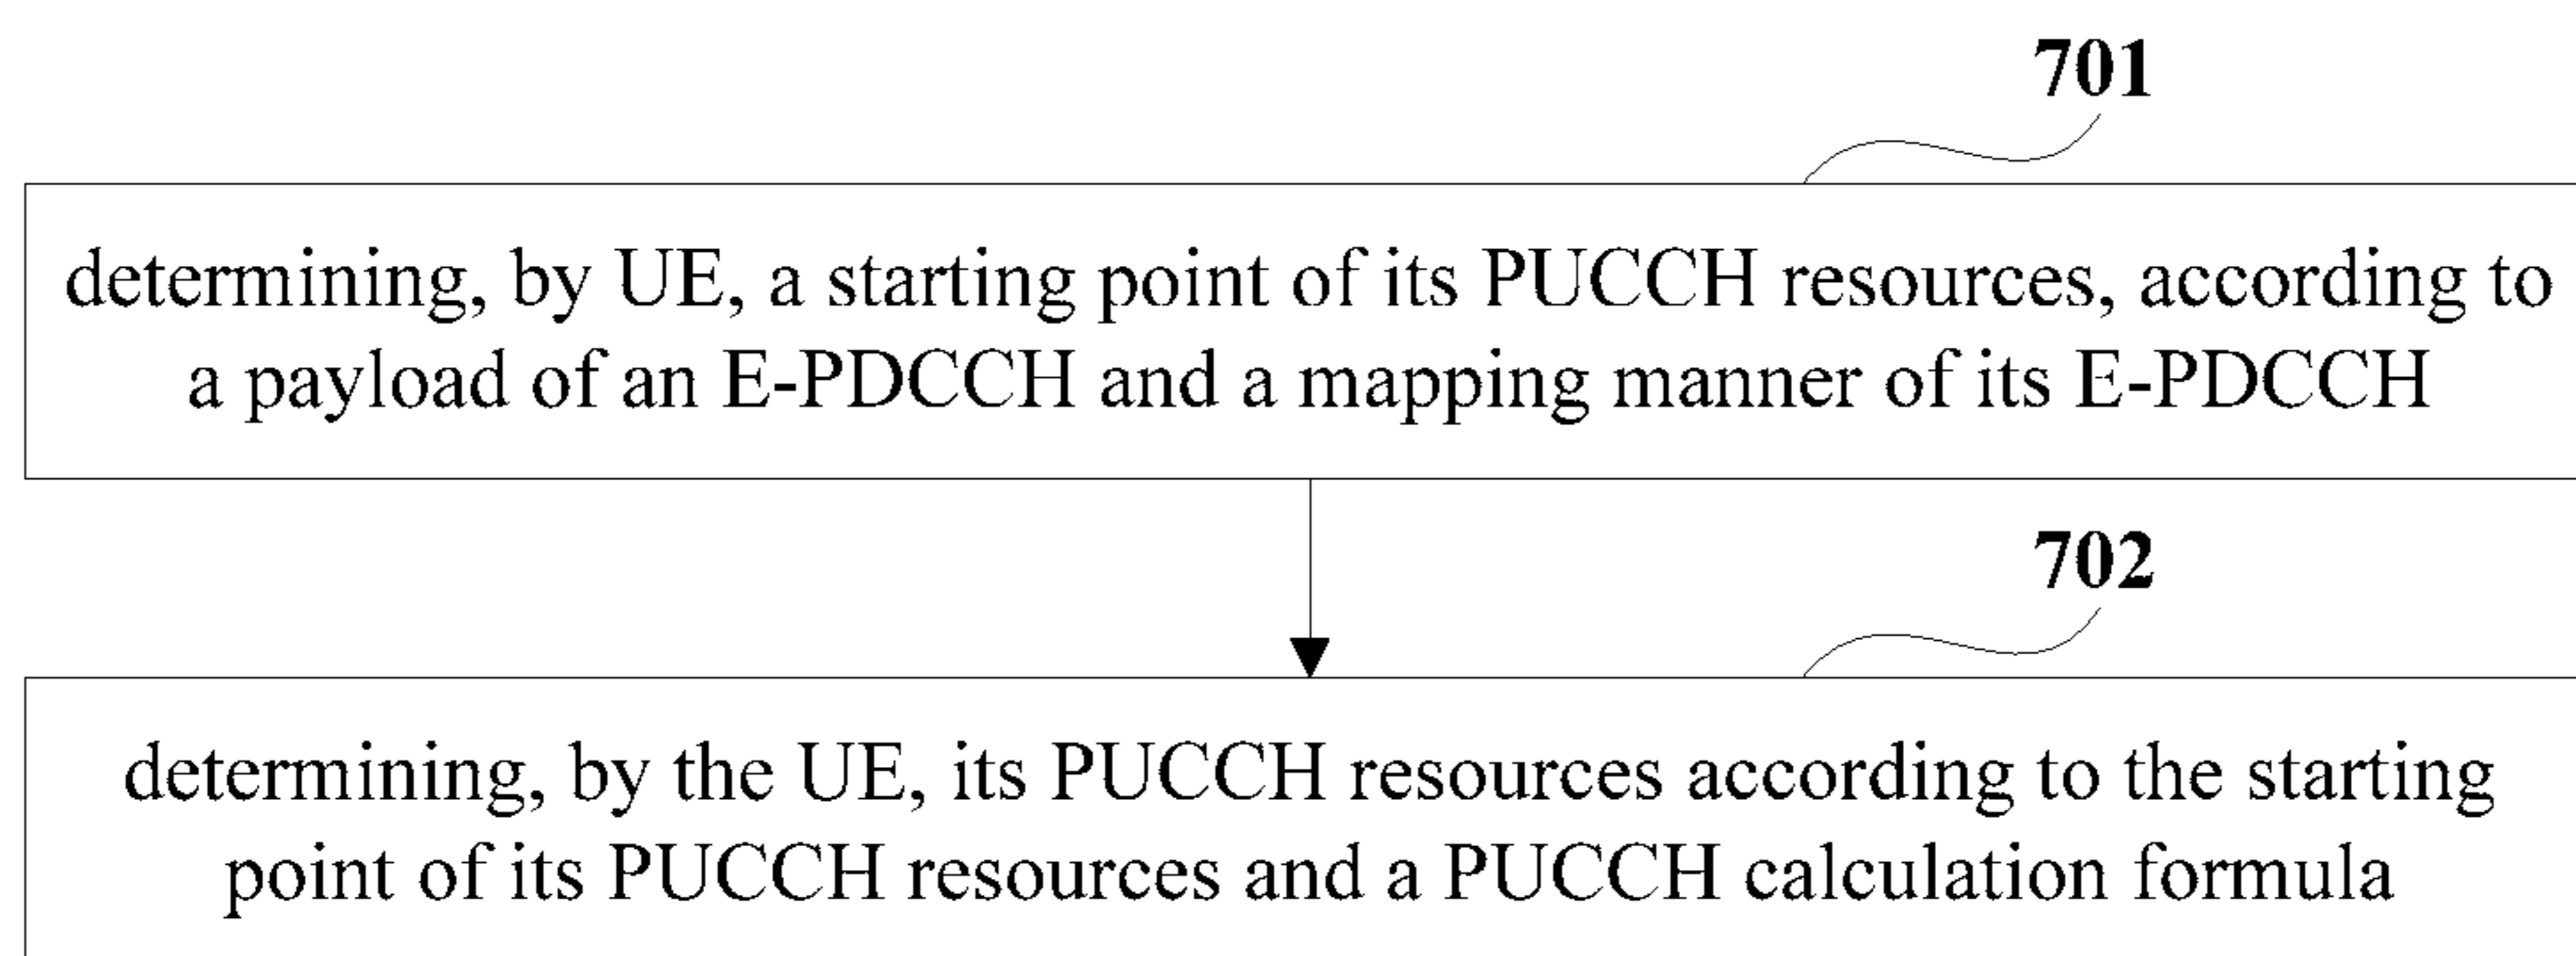 701
determining, by UE, a starting point of its PUCCH resources, according to
a payload of an E-PDCCH and a mapping manner of its E-PDCCH
702
determining, by the UE, its PUCCH resources according to the starting
point of its PUCCH resources and a PUCCH calculation formula